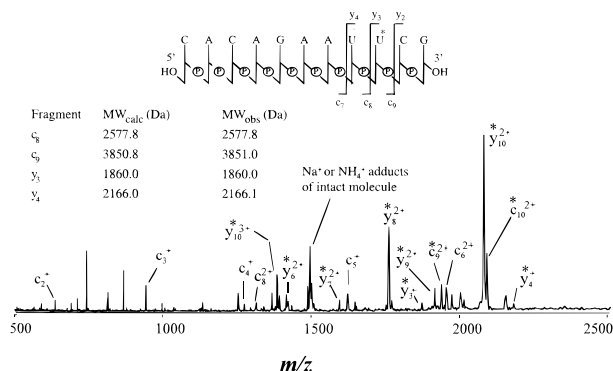 y4 y3 y2
C A C A G A A U U* C G
5' 3'
HO P P P P P P P P P P OH
c7 c8 c9
Fragment MWcalc (Da) MWobs (Da)
c8 2577.8 2577.8
c9 3850.8 3851.0
y3 1860.0 1860.0
y4 2166.0 2166.1
Na+ or NH4+ adducts
of intact molecule
*y10 2+
*c10 2+
*y8 2+
*y10 3+
c2+
c3+
c4+
c8 2+
*y6 2+
*y7 2+
c5+
*y9 2+
*y3+
*c9 2+
c6 2+
*y4+
500 1000 1500 2000 2500
m/z